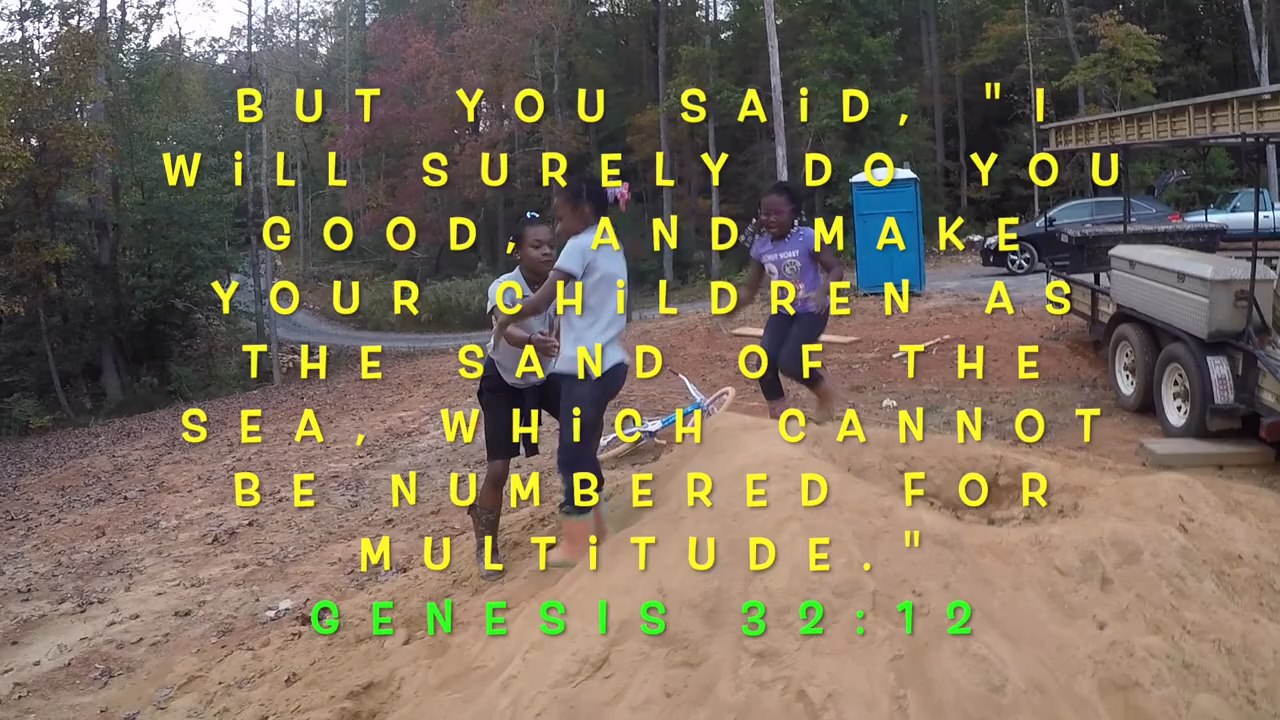 BUT YOU SAiD, "I
WiLL SURELY DO YOU
GOOD, AND MAKE
YOUR CHiLDREN AS
THE SAND OF THE
SEA, WHiCH CANNOT
BE NUMBERED FOR
MULTiTUDE."
GENESIS 32:12